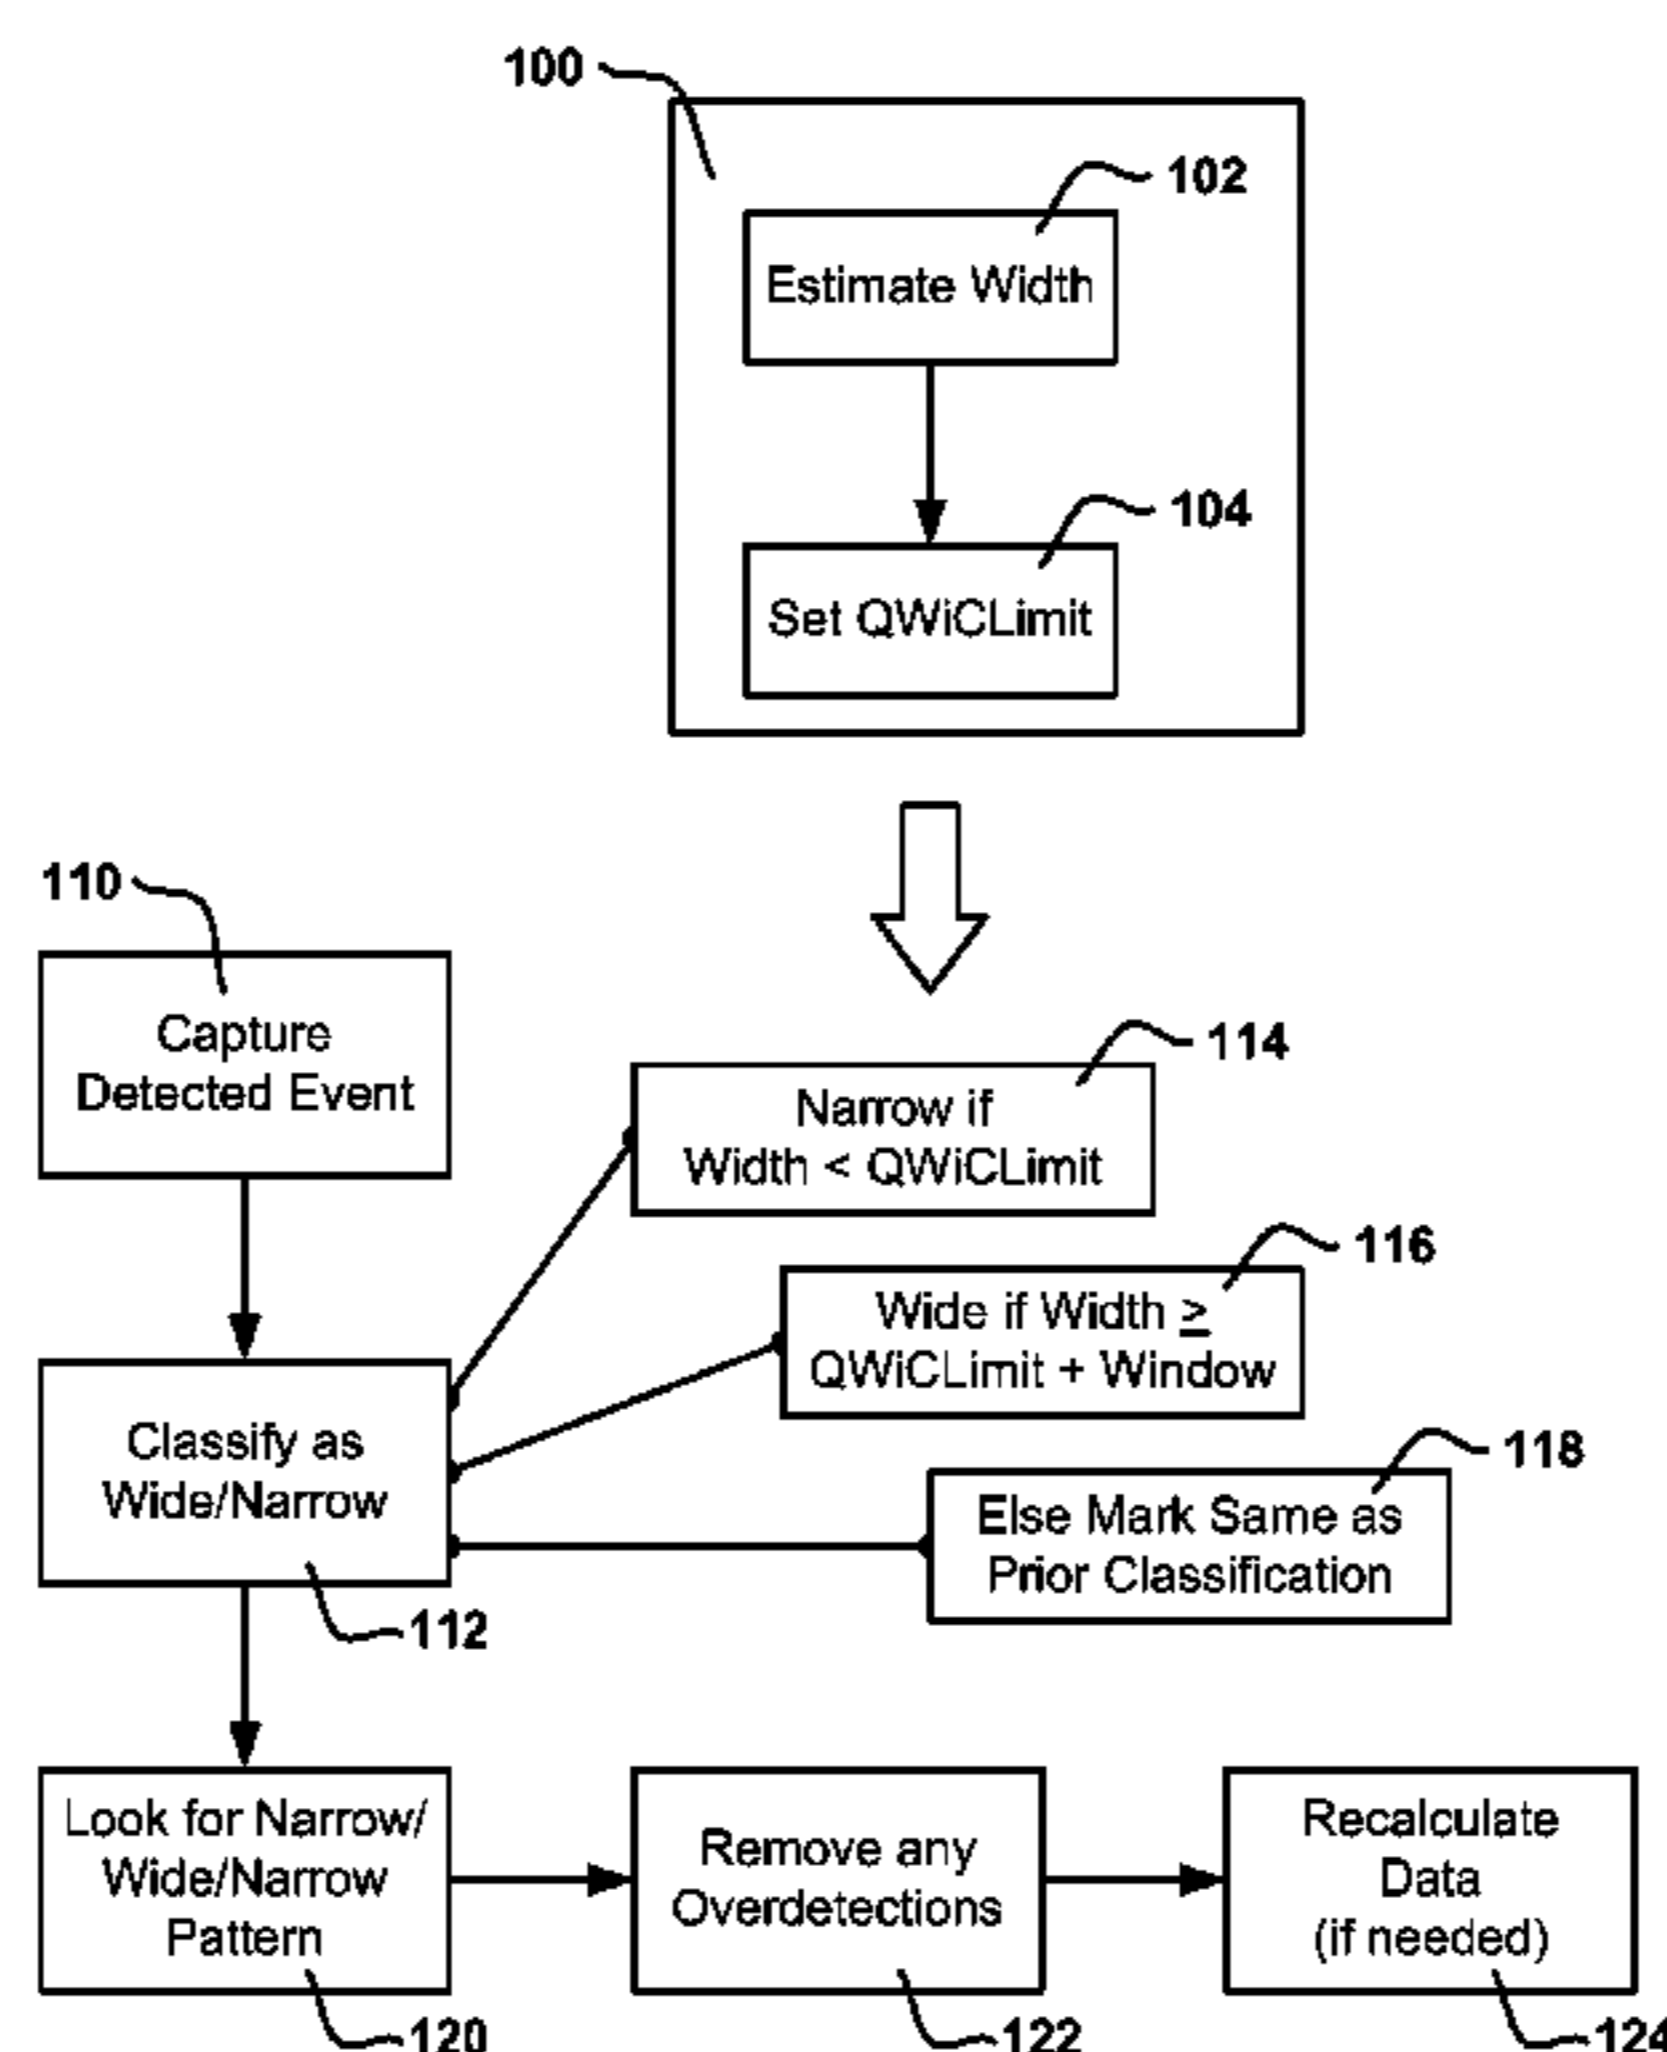 100
102
Estimate Width
104
Set QWiCLimit
110
Capture
Detected Event
114
Narrow if
Width < QWiCLimit
116
Wide if Width ≥
QWiCLimit + Window
118
Else Mark Same as
Prior Classification
Classify as
Wide/Narrow
112
Look for Narrow/
Wide/Narrow
Pattern
120
Remove any
Overdetections
122
Recalculate
Data
(if needed)
124